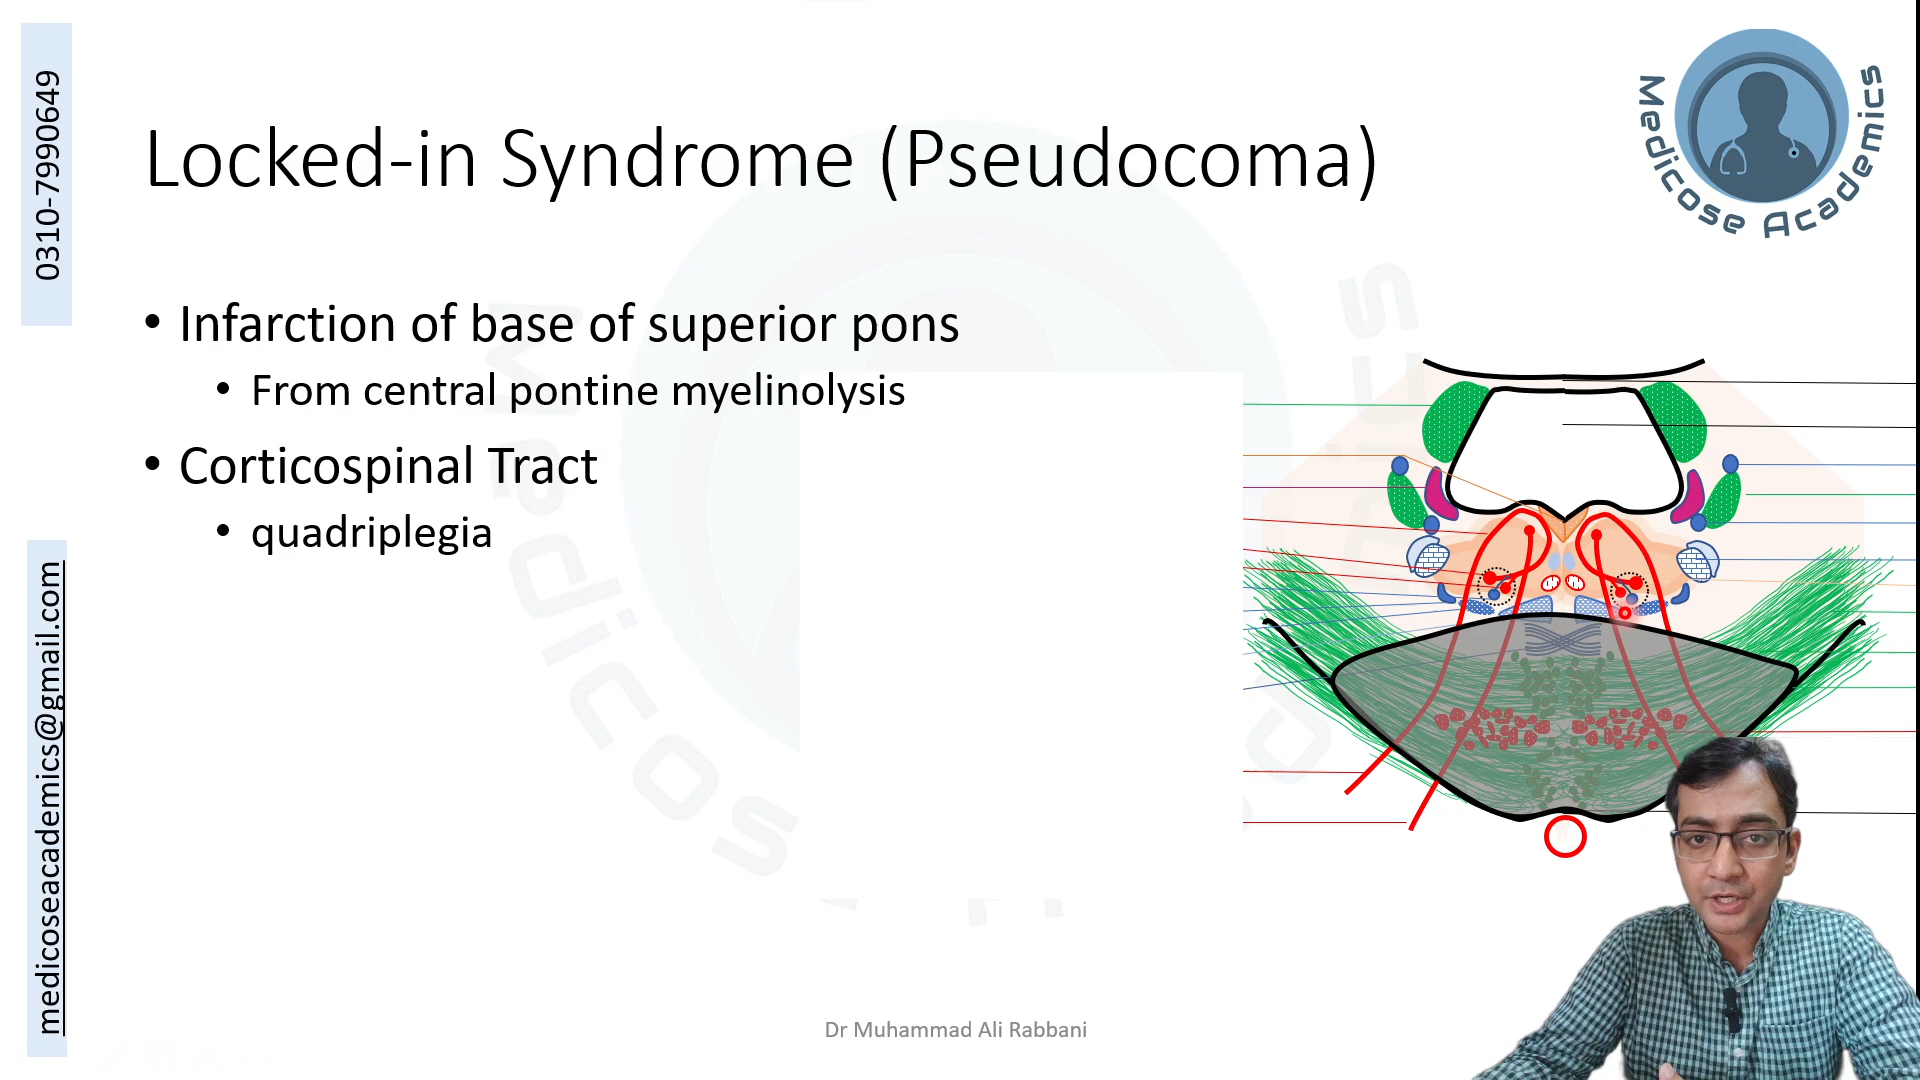 0310-7990649
medicoseacademics@gmail.com
Medicose Academics
Locked-in Syndrome (Pseudocoma)
• Infarction of base of superior pons
• From central pontine myelinolysis
• Corticospinal Tract
• quadriplegia
Dr Muhammad Ali Rabbani